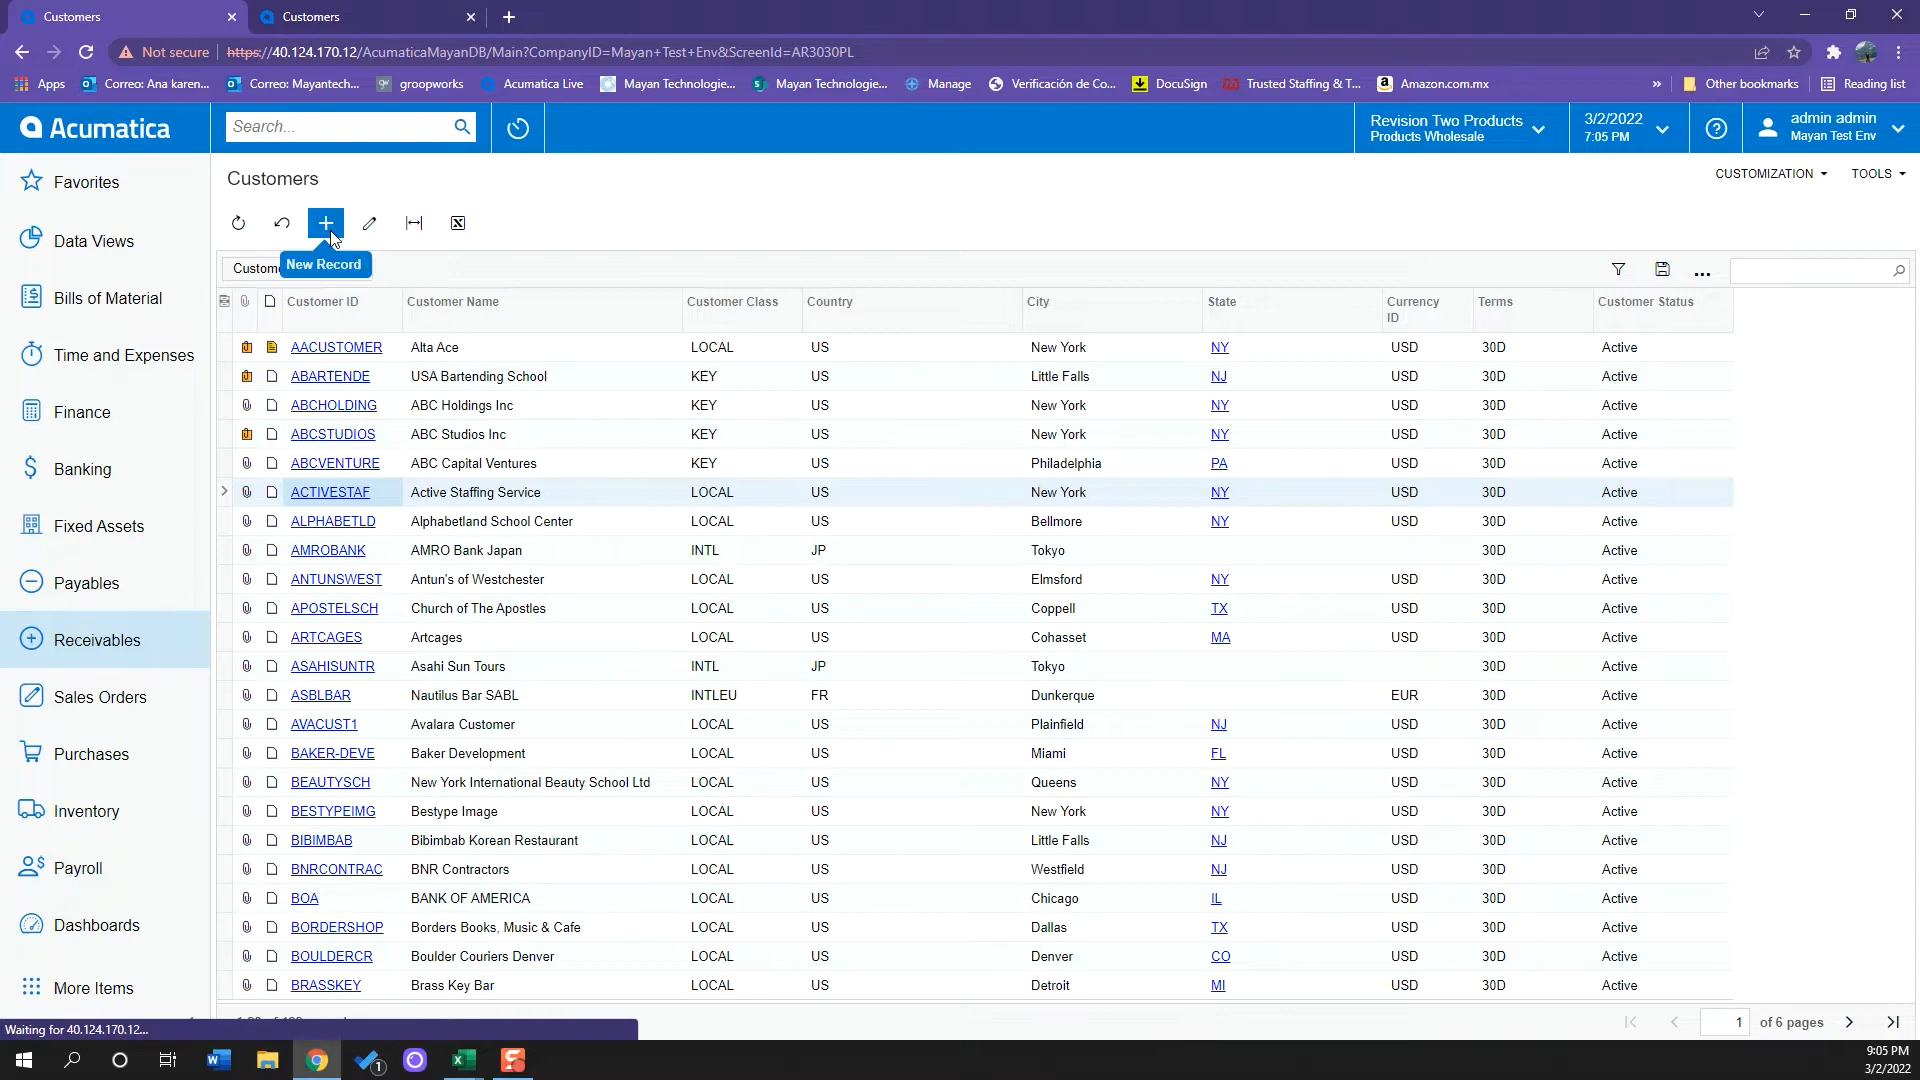 Customers
Customers
Not secure https://40.124.170.12/AcumaticaMayanDB/Main?CompanyID=Mayan+Test+Env&ScreenId=AR3030PL
Apps Correo: Ana karen... Correo: Mayantech... groopworks Acumatica Live Mayan Technologie... Mayan Technologie... Manage Verificación de Co... DocuSign Trusted Staffing & T... Amazon.com.mx » Other bookmarks Reading list
Acumatica
Search...
Revision Two Products
Products Wholesale
3/2/2022
7:05 PM
admin admin
Mayan Test Env
Favorites
Data Views
Bills of Material
Time and Expenses
Finance
Banking
Fixed Assets
Payables
Receivables
Sales Orders
Purchases
Inventory
Payroll
Dashboards
More Items
Customers
CUSTOMIZATION TOOLS
New Record
Custome
Customer ID Customer Name Customer Class Country City State Currency ID Terms Customer Status
AACUSTOMER Alta Ace LOCAL US New York NY USD 30D Active
ABARTENDE USA Bartending School KEY US Little Falls NJ USD 30D Active
ABCHOLDING ABC Holdings Inc KEY US New York NY USD 30D Active
ABCSTUDIOS ABC Studios Inc KEY US New York NY USD 30D Active
ABCVENTURE ABC Capital Ventures KEY US Philadelphia PA USD 30D Active
ACTIVESTAF Active Staffing Service LOCAL US New York NY USD 30D Active
ALPHABETLD Alphabetland School Center LOCAL US Bellmore NY USD 30D Active
AMROBANK AMRO Bank Japan INTL JP Tokyo 30D Active
ANTUNSWEST Antun's of Westchester LOCAL US Elmsford NY USD 30D Active
APOSTELSCH Church of The Apostles LOCAL US Coppell TX USD 30D Active
ARTCAGES Artcages LOCAL US Cohasset MA USD 30D Active
ASAHISUNTR Asahi Sun Tours INTL JP Tokyo 30D Active
ASBLBAR Nautilus Bar SABL INTLEU FR Dunkerque EUR 30D Active
AVACUST1 Avalara Customer LOCAL US Plainfield NJ USD 30D Active
BAKER-DEVE Baker Development LOCAL US Miami FL USD 30D Active
BEAUTYSCH New York International Beauty School Ltd LOCAL US Queens NY USD 30D Active
BESTYPEIMG Bestype Image LOCAL US New York NY USD 30D Active
BIBIMBAB Bibimbab Korean Restaurant LOCAL US Little Falls NJ USD 30D Active
BNRCONTRAC BNR Contractors LOCAL US Westfield NJ USD 30D Active
BOA BANK OF AMERICA LOCAL US Chicago IL USD 30D Active
BORDERSHOP Borders Books, Music & Cafe LOCAL US Dallas TX USD 30D Active
BOULDERCR Boulder Couriers Denver LOCAL US Denver CO USD 30D Active
BRASSKEY Brass Key Bar LOCAL US Detroit MI USD 30D Active
1 of 6 pages
Waiting for 40.124.170.12...
1
9:05 PM
3/2/2022